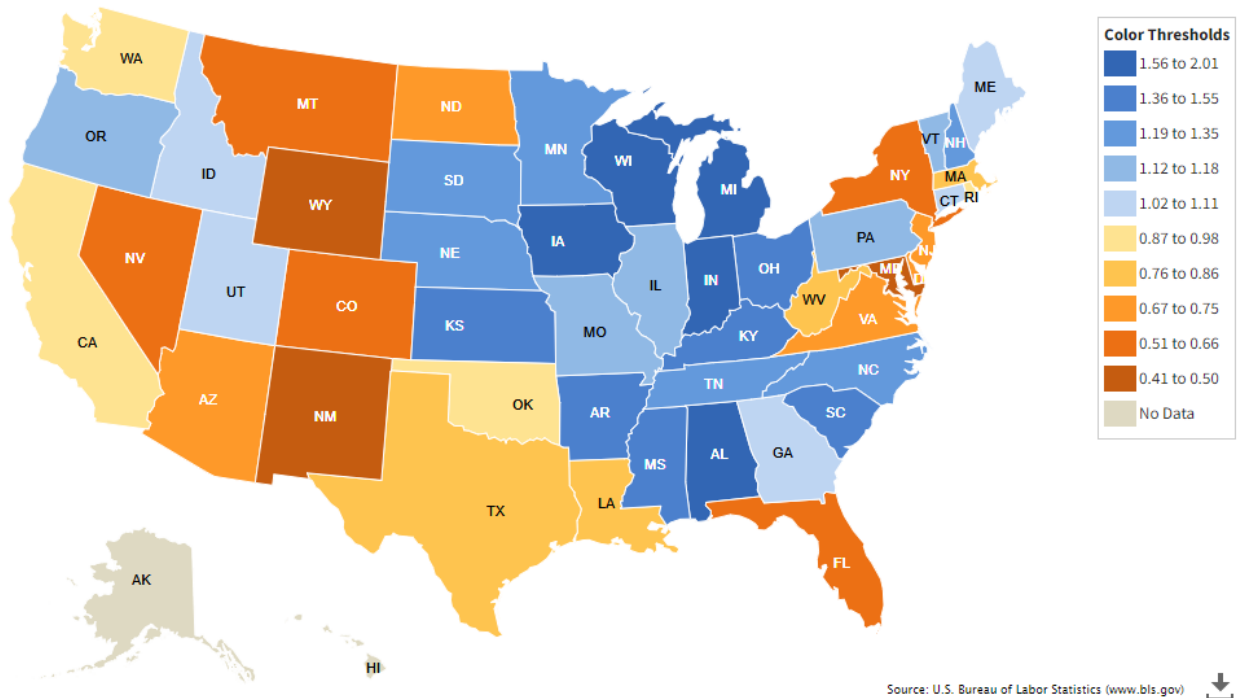 WA
MT
ND
MN
ME
OR
ID
SD
WI
MI
VT
NH
NY
MA
WY
IA
NE
CT
RI
NV
UT
CO
KS
MO
IL
IN
OH
PA
NJ
MD
D
WV
VA
KY
CA
AZ
NM
OK
AR
TN
NC
SC
MS
AL
GA
TX
LA
FL
AK
HI
Color Thresholds
1.56 to 2.01
1.36 to 1.55
1.19 to 1.35
1.12 to 1.18
1.02 to 1.11
0.87 to 0.98
0.76 to 0.86
0.67 to 0.75
0.51 to 0.66
0.41 to 0.50
No Data
Source: U.S. Bureau of Labor Statistics (www.bls.gov)